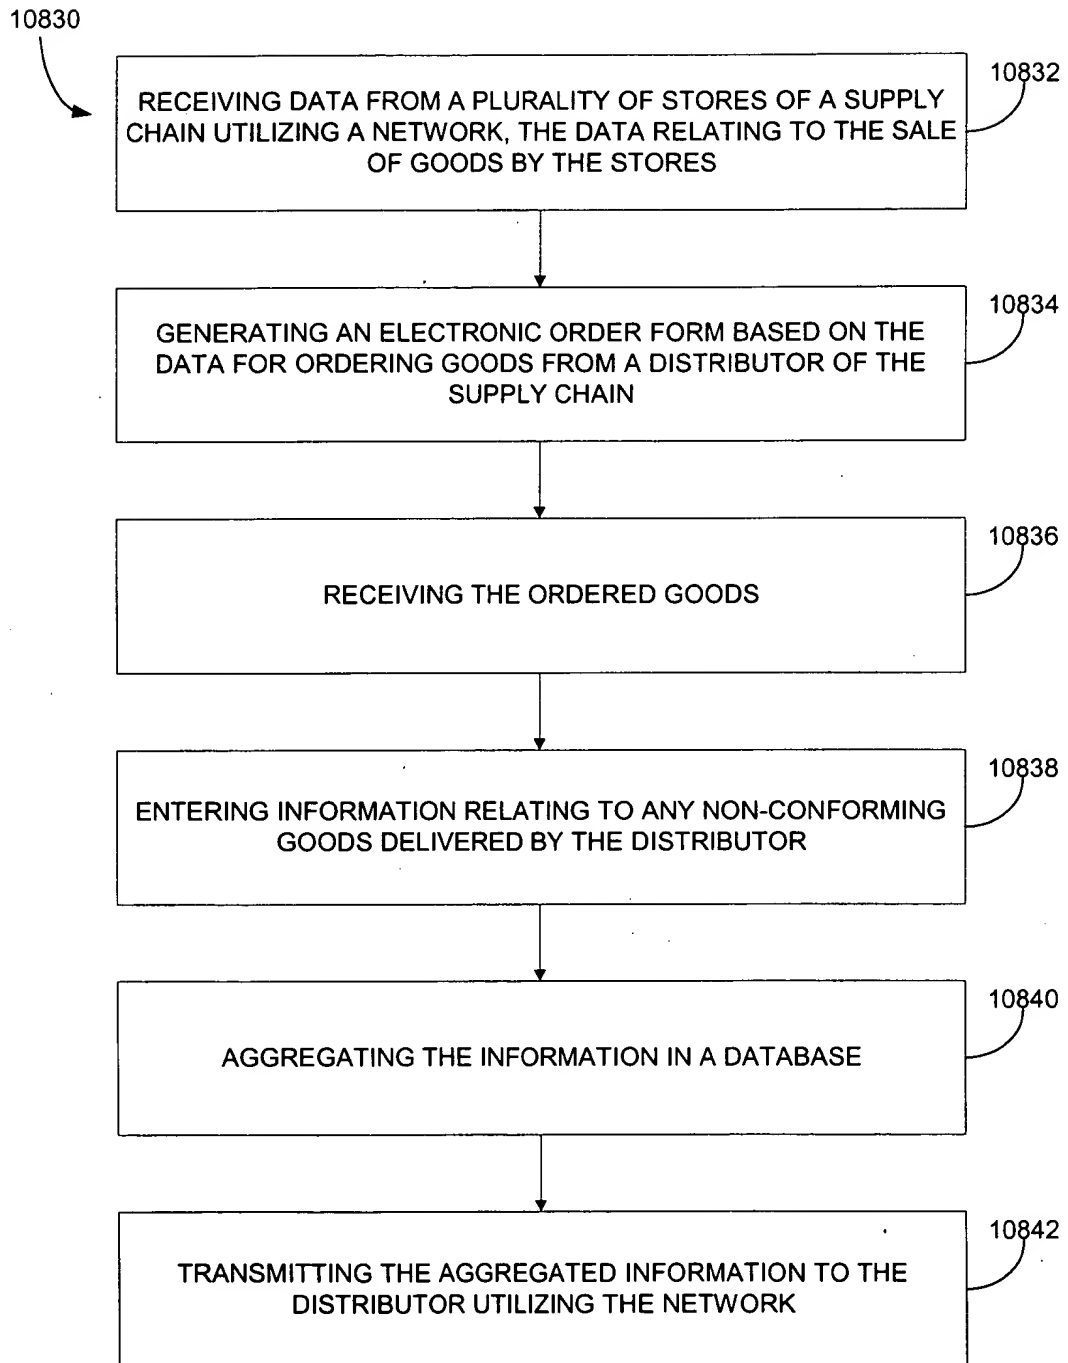 10830
10832
RECEIVING DATA FROM A PLURALITY OF STORES OF A SUPPLY
CHAIN UTILIZING A NETWORK, THE DATA RELATING TO THE SALE
OF GOODS BY THE STORES
10834
GENERATING AN ELECTRONIC ORDER FORM BASED ON THE
DATA FOR ORDERING GOODS FROM A DISTRIBUTOR OF THE
SUPPLY CHAIN
10836
RECEIVING THE ORDERED GOODS
10838
ENTERING INFORMATION RELATING TO ANY NON-CONFORMING
GOODS DELIVERED BY THE DISTRIBUTOR
10840
AGGREGATING THE INFORMATION IN A DATABASE
10842
TRANSMITTING THE AGGREGATED INFORMATION TO THE
DISTRIBUTOR UTILIZING THE NETWORK